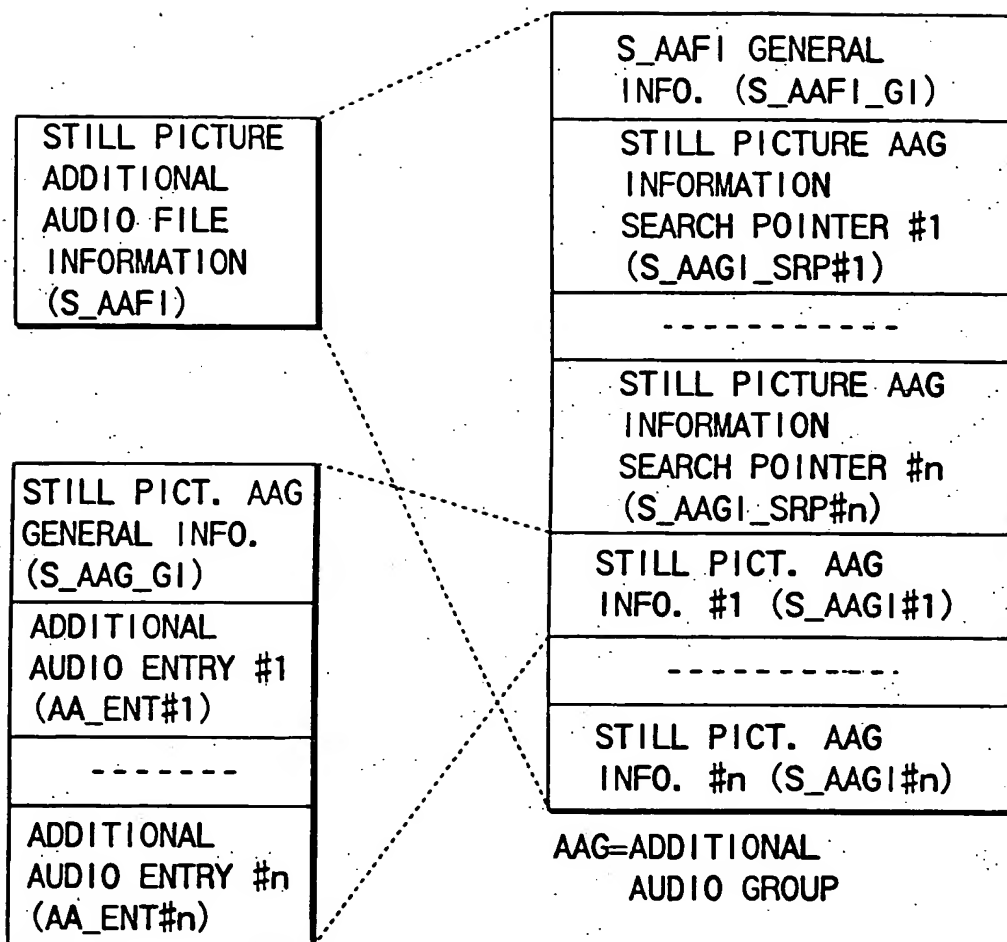 STILL PICTURE
ADDITIONAL
AUDIO FILE
INFORMATION
(S_AAFI)
S_AAFI GENERAL
INFO. (S_AAFI_GI)
STILL PICTURE AAG
INFORMATION
SEARCH POINTER #1
(S_AAGI_SRP#1)
STILL PICTURE AAG
INFORMATION
SEARCH POINTER #n
(S_AAGI_SRP#n)
STILL PICT. AAG
INFO. #1 (S_AAGI#1)
STILL PICT. AAG
INFO. #n (S_AAGI#n)
AAG=ADDITIONAL
AUDIO GROUP
STILL PICT. AAG
GENERAL INFO.
(S_AAG_GI)
ADDITIONAL
AUDIO ENTRY #1
(AA_ENT#1)
ADDITIONAL
AUDIO ENTRY #n
(AA_ENT#n)